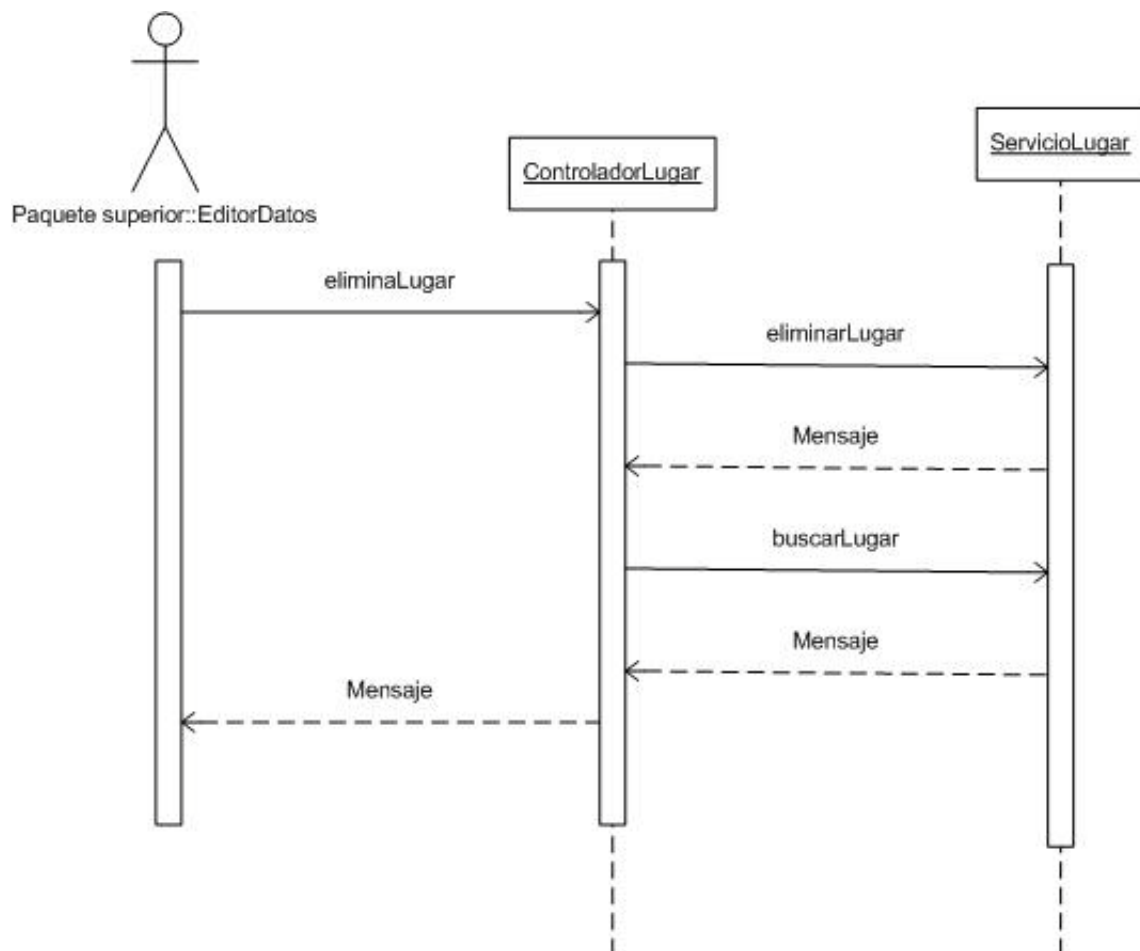 ServicioLugar
ControladorLugar
Paquete superior::EditorDatos
eliminaLugar
eliminarLugar
Mensaje
buscarLugar
Mensaje
Mensaje